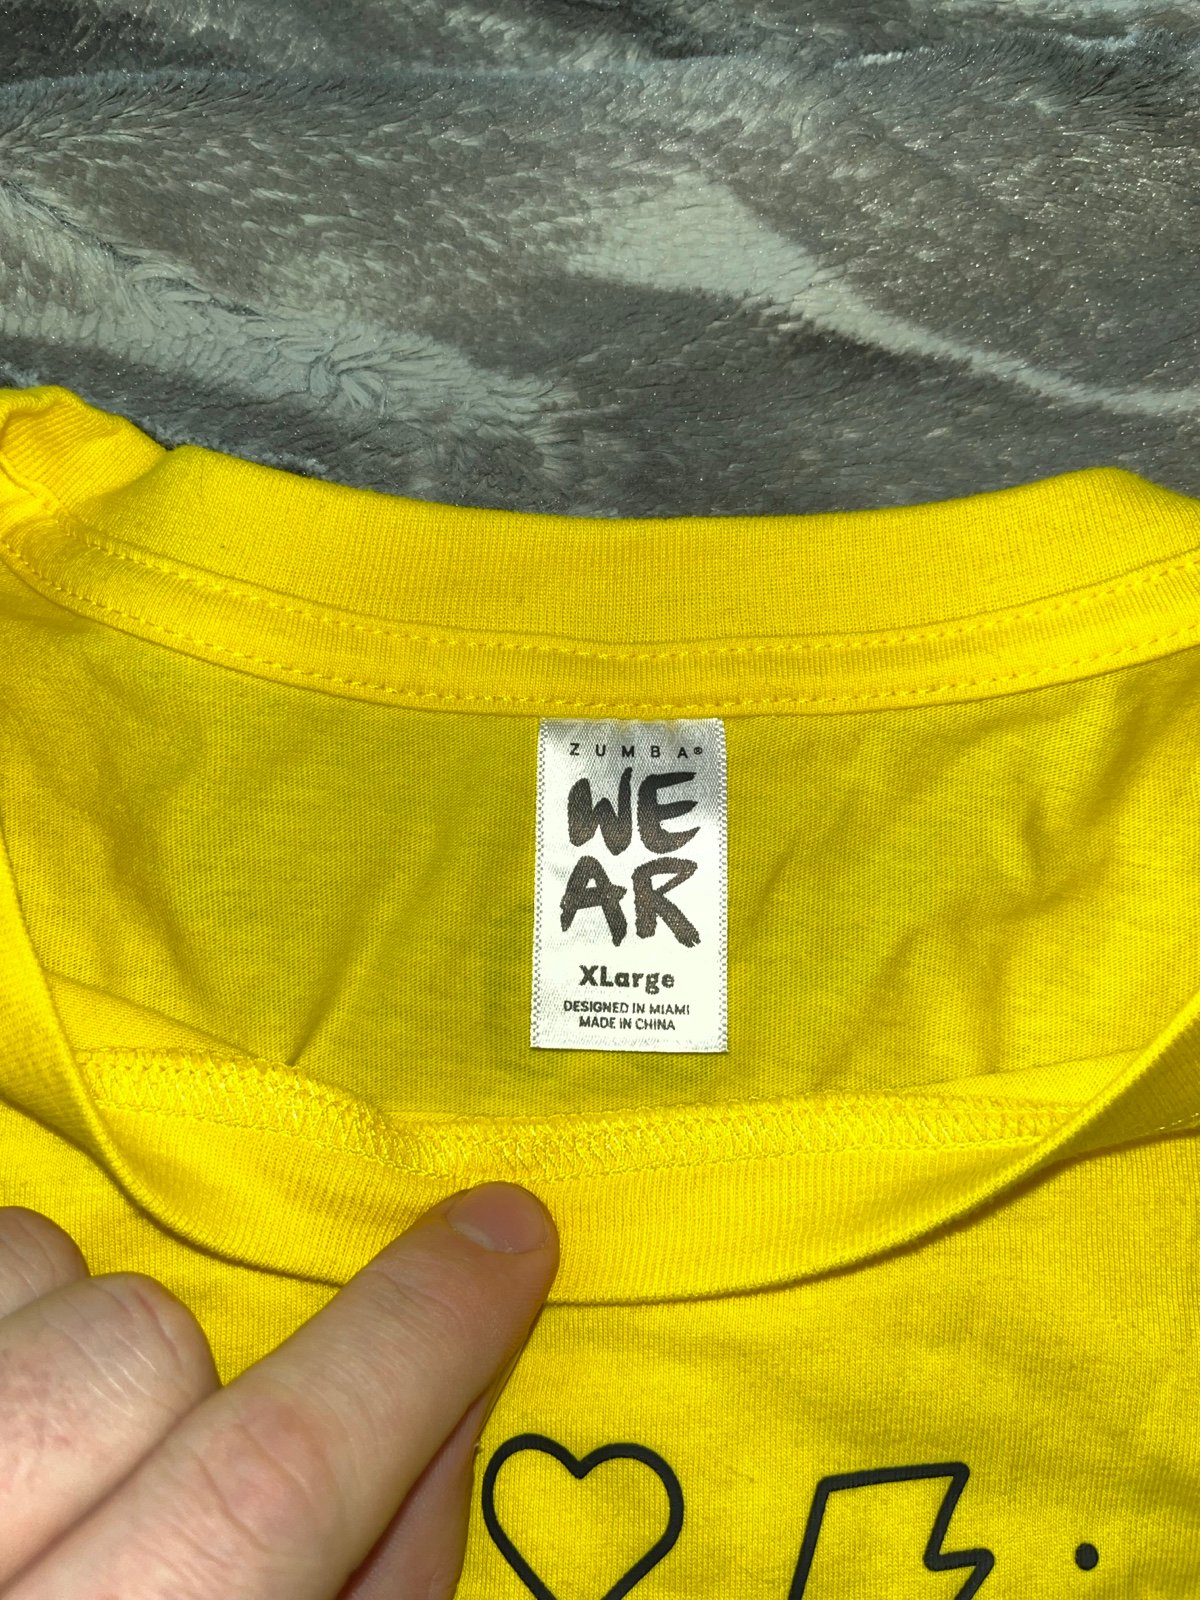 ZUMBA®
WE
AR
XLarge
DESIGNED IN MIAMI
MADE IN CHINA